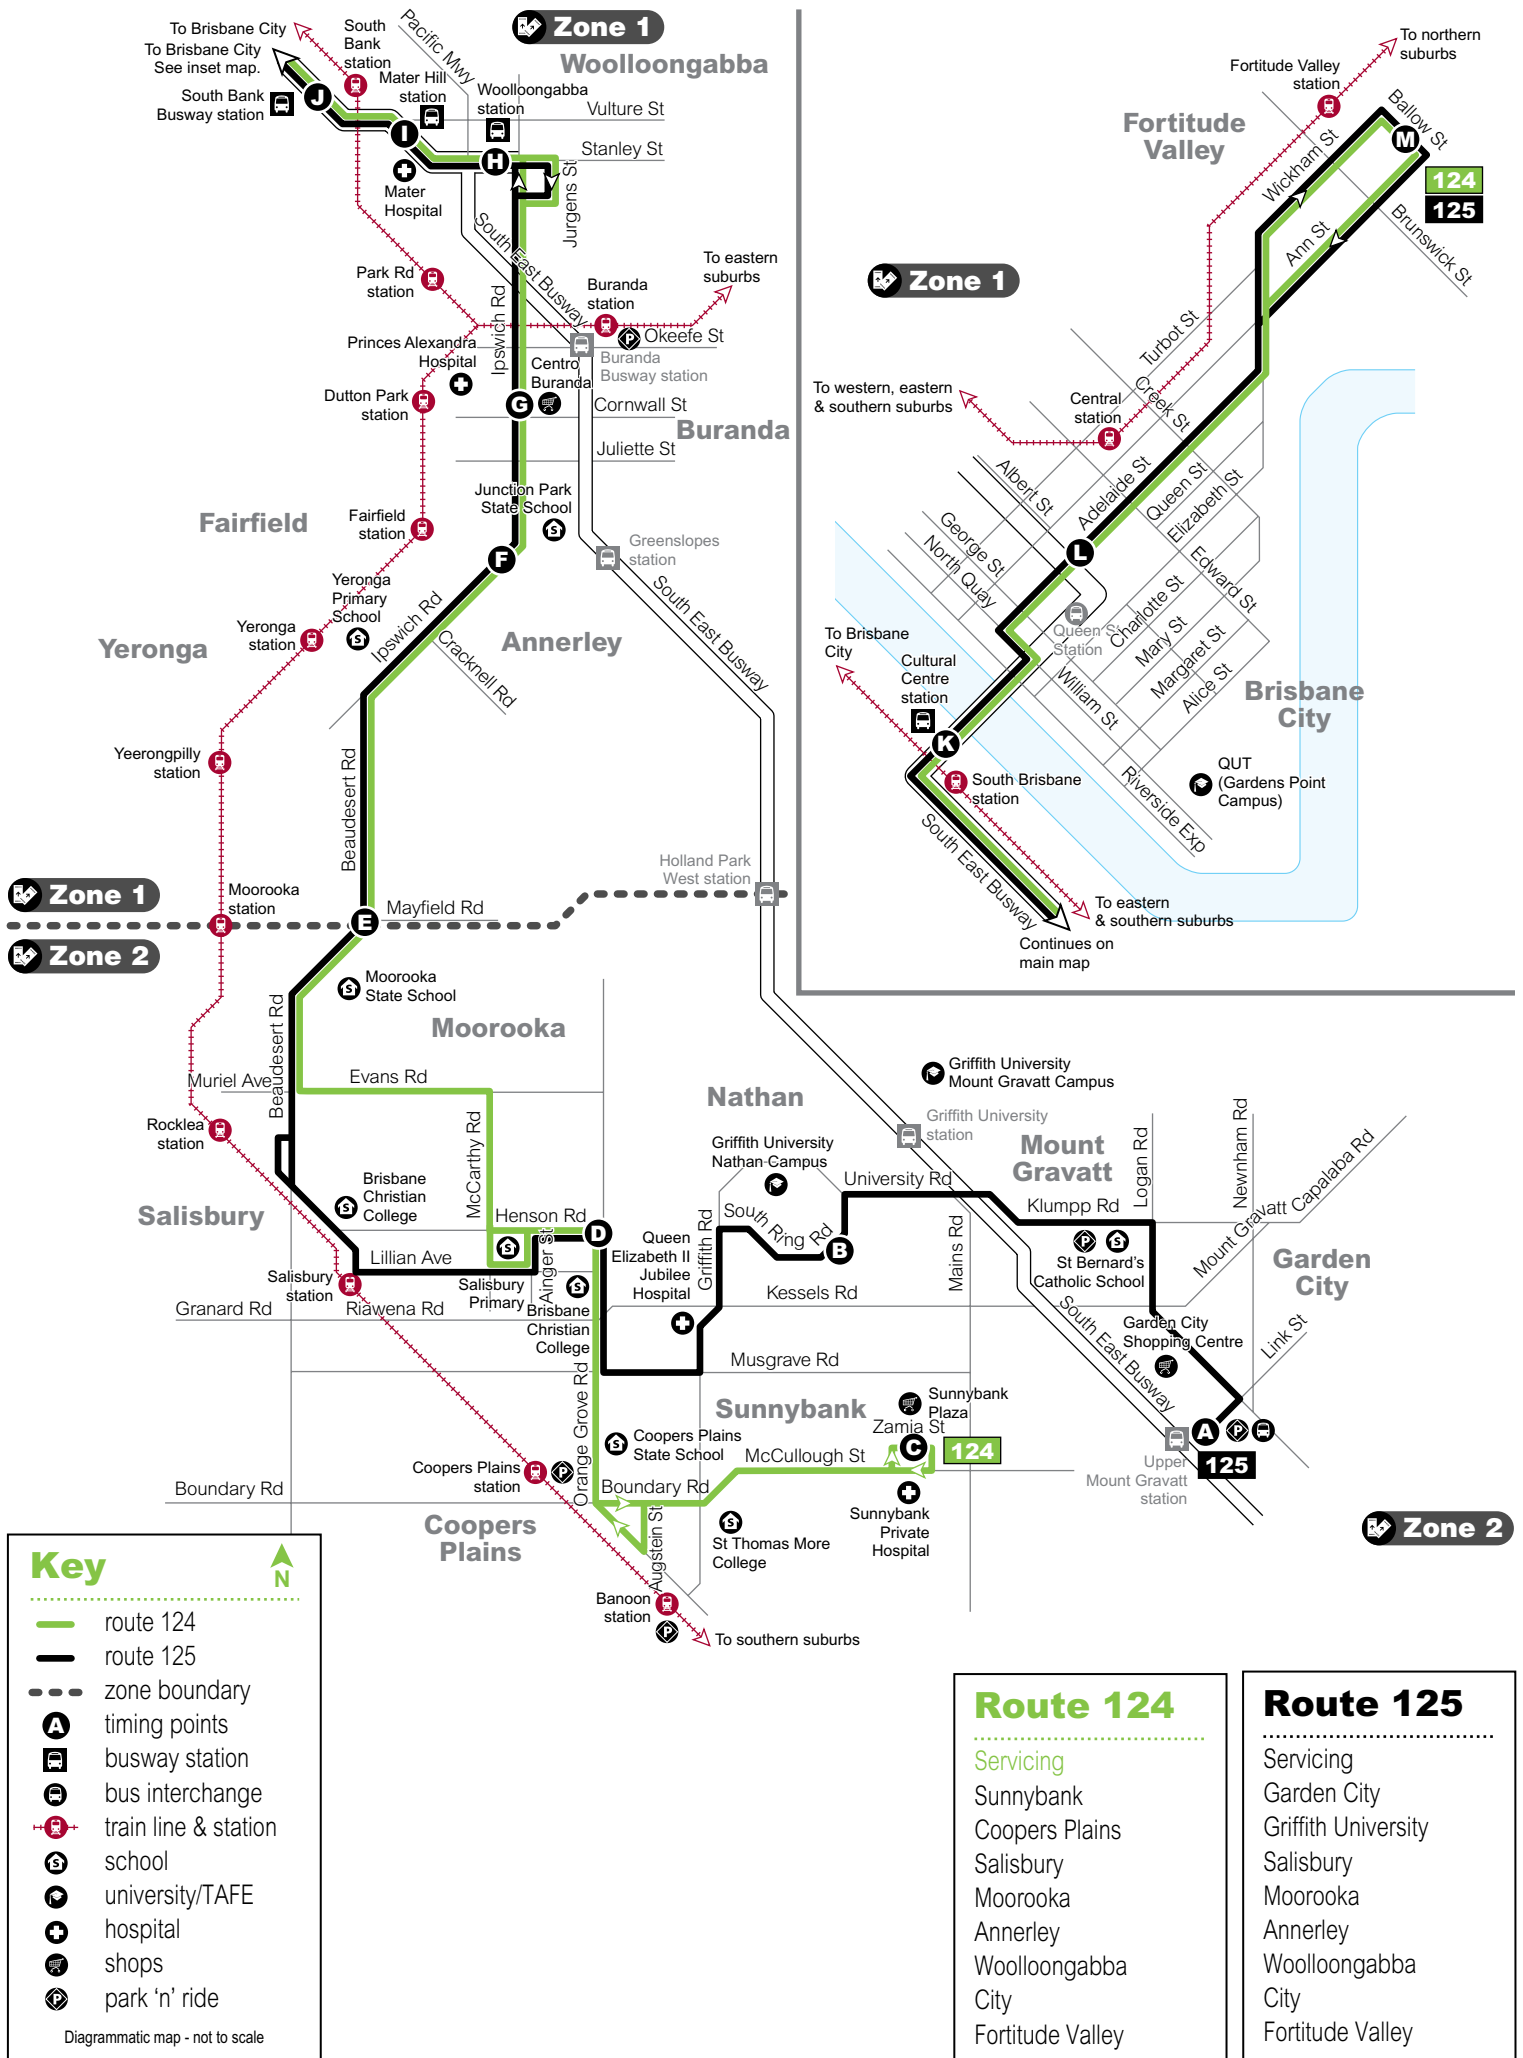 To Brisbane City
To Brisbane City
See inset map.
South
Bank
station
Pacific Mwy
Zone 1
Woolloongabba
South Bank
Busway station
J
Mater Hill
station
I
Woolloongabba
station
H
Vulture St
Stanley St
Mater
Hospital
Jurgens St
South East Busway
Park Rd
station
Ipswich Rd
Buranda
station
To eastern
suburbs
Okeefe St
Princes Alexandra
Hospital
Buranda
Busway station
Centro
Buranda
Dutton Park
station
G
Cornwall St
Buranda
Juliette St
Junction Park
State School
Fairfield
Fairfield
station
F
Greenslopes
station
Yeronga
Primary
School
Yeronga
station
Yeronga
Ipswich Rd
Cracknell Rd
Annerley
South East Busway
Yeerongpilly
station
Beaudesert Rd
Holland Park
West station
Zone 1
Moorooka
station
Zone 2
E
Mayfield Rd
Moorooka
State School
Beaudesert Rd
Moorooka
Muriel Ave
Evans Rd
Rocklea
station
McCarthy Rd
Nathan
Griffith University
Mount Gravatt Campus
Griffith University
station
Griffith University
Nathan Campus
Mount
Gravatt
Logan Rd
Newnham Rd
Mount Gravatt Capalaba Rd
University Rd
Klumpp Rd
Brisbane
Christian
College
Salisbury
Henson Rd
D
Queen
Elizabeth II
Jubilee
Hospital
Griffith Rd
South Ring Rd
B
Mains Rd
St Bernard's
Catholic School
Garden
City
Lillian Ave
Ainger St
Salisbury
station
Salisbury
Primary
Granard Rd
Riawena Rd
Brisbane
Christian
College
Kessels Rd
South East Busway
Garden City
Shopping Centre
Link St
Musgrave Rd
Orange Grove Rd
Sunnybank
Sunnybank
Plaza
Zamia St
C
124
A
125
Upper
Mount Gravatt
station
Coopers Plains
State School
McCullough St
Coopers Plains
station
Boundary Rd
Boundary Rd
Sunnybank
Private
Hospital
Coopers
Plains
Augstein St
St Thomas More
College
Zone 2
Banoon
station
To southern suburbs
To northern
suburbs
Fortitude Valley
station
Fortitude
Valley
Ballow St
M
124
125
Wickham St
Ann St
Brunswick St
Zone 1
Turbot St
Creek St
To western, eastern
& southern suburbs
Central
station
Albert St
Adelaide St
Queen St
Elizabeth St
George St
North Quay
L
Edward St
Queen St
Station
Charlotte St
Mary St
Margaret St
Alice St
William St
To Brisbane
City
Cultural
Centre
station
K
Brisbane
City
South Brisbane
station
Riverside Exp
QUT
(Gardens Point
Campus)
South East Busway
To eastern
& southern suburbs
Continues on
main map
Key
N
route 124
route 125
zone boundary
A
timing points
busway station
bus interchange
train line & station
school
university/TAFE
hospital
shops
park 'n' ride
Diagrammatic map - not to scale
Route 124
Servicing
Sunnybank
Coopers Plains
Salisbury
Moorooka
Annerley
Woolloongabba
City
Fortitude Valley
Route 125
Servicing
Garden City
Griffith University
Salisbury
Moorooka
Annerley
Woolloongabba
City
Fortitude Valley